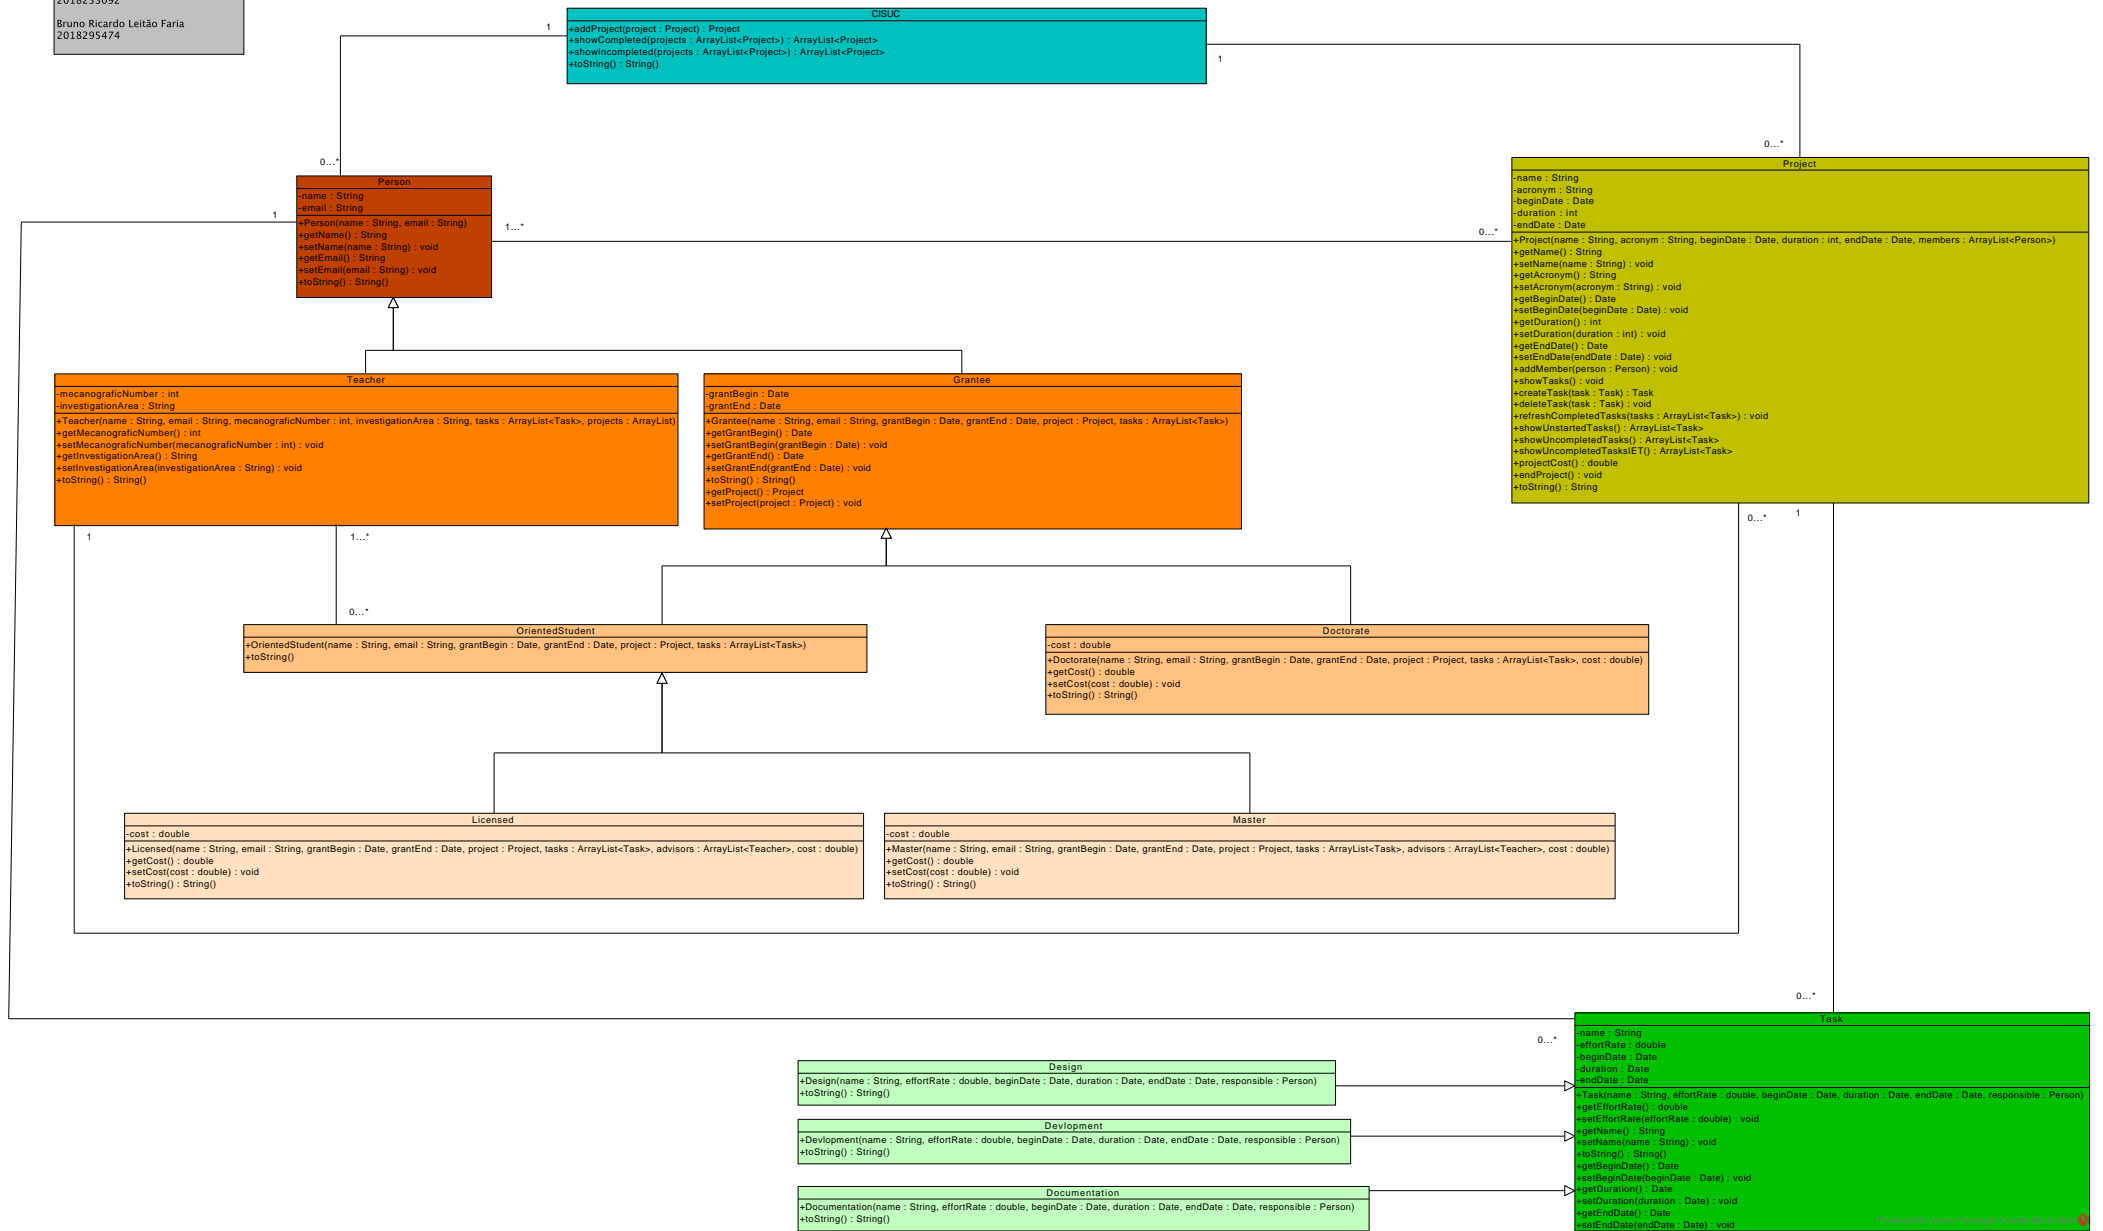 2018233092
Bruno Ricardo Leitão Faria
2018295474
CISUC
+addProject(project : Project) : Project
+showCompleted(projects : ArrayList<Project>) : ArrayList<Project>
+showIncompleted(projects : ArrayList<Project>) : ArrayList<Project>
+toString() : String()
1
1
0...*
0...*
Person
-name : String
-email : String
+Person(name : String, email : String)
+getName() : String
+setName(name : String) : void
+getEmail() : String
+setEmail(email : String) : void
+toString() : String()
1
1...*
0...*
Project
-name : String
-acronym : String
-beginDate : Date
-duration : int
-endDate : Date
+Project(name : String, acronym : String, beginDate : Date, duration : int, endDate : Date, members : ArrayList<Person>)
+getName() : String
+setName(name : String) : void
+getAcronym() : String
+setAcronym(acronym : String) : void
+getBeginDate() : Date
+setBeginDate(beginDate : Date) : void
+getDuration() : int
+setDuration(duration : int) : void
+getEndDate() : Date
+setEndDate(endDate : Date) : void
+addMember(person : Person) : void
+showTasks() : void
+createTask(task : Task) : Task
+deleteTask(task : Task) : void
+refreshCompletedTasks(tasks : ArrayList<Task>) : void
+showUnstartedTasks() : ArrayList<Task>
+showUncompletedTasks() : ArrayList<Task>
+showUncompletedTasksIET() : ArrayList<Task>
+projectCost() : double
+endProject() : void
+toString() : String
Teacher
-mecanograficNumber : int
-investigationArea : String
+Teacher(name : String, email : String, mecanograficNumber : int, investigationArea : String, tasks : ArrayList<Task>, projects : ArrayList)
+getMecanograficNumber() : int
+setMecanograficNumber(mecanograficNumber : int) : void
+getInvestigationArea() : String
+setInvestigationArea(investigationArea : String) : void
+toString() : String()
Grantee
-grantBegin : Date
-grantEnd : Date
+Grantee(name : String, email : String, grantBegin : Date, grantEnd : Date, project : Project, tasks : ArrayList<Task>)
+getGrantBegin() : Date
+setGrantBegin(grantBegin : Date) : void
+getGrantEnd() : Date
+setGrantEnd(grantEnd : Date) : void
+toString() : String()
+getProject() : Project
+setProject(project : Project) : void
1
1...*
0...*
1
0...*
OrientedStudent
+OrientedStudent(name : String, email : String, grantBegin : Date, grantEnd : Date, project : Project, tasks : ArrayList<Task>)
+toString()
Doctorate
-cost : double
+Doctorate(name : String, email : String, grantBegin : Date, grantEnd : Date, project : Project, tasks : ArrayList<Task>, cost : double)
+getCost() : double
+setCost(cost : double) : void
+toString() : String()
Licensed
-cost : double
+Licensed(name : String, email : String, grantBegin : Date, grantEnd : Date, project : Project, tasks : ArrayList<Task>, advisors : ArrayList<Teacher>, cost : double)
+getCost() : double
+setCost(cost : double) : void
+toString() : String()
Master
-cost : double
+Master(name : String, email : String, grantBegin : Date, grantEnd : Date, project : Project, tasks : ArrayList<Task>, advisors : ArrayList<Teacher>, cost : double)
+getCost() : double
+setCost(cost : double) : void
+toString() : String()
0...*
0...*
Task
-name : String
-effortRate : double
-beginDate : Date
-duration : Date
-endDate : Date
+Task(name : String, effortRate : double, beginDate : Date, duration : Date, endDate : Date, responsible : Person)
+getEffortRate() : double
+setEffortRate(effortRate : double) : void
+getName() : String
+setName(name : String) : void
+toString() : String()
+getBeginDate() : Date
+setBeginDate(beginDate : Date) : void
+getDuration() : Date
+setDuration(duration : Date) : void
+getEndDate() : Date
+setEndDate(endDate : Date) : void
Design
+Design(name : String, effortRate : double, beginDate : Date, duration : Date, endDate : Date, responsible : Person)
+toString() : String()
Devlopment
+Devlopment(name : String, effortRate : double, beginDate : Date, duration : Date, endDate : Date, responsible : Person)
+toString() : String()
Documentation
+Documentation(name : String, effortRate : double, beginDate : Date, duration : Date, endDate : Date, responsible : Person)
+toString() : String()